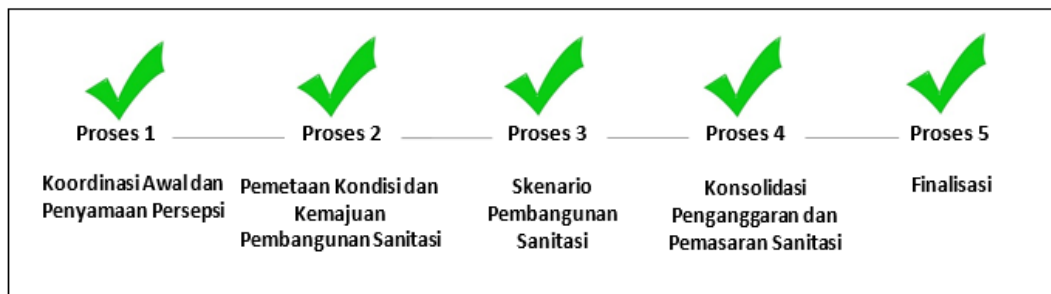 Proses 1
Proses 2
Proses 3
Proses 4
Proses 5
Koordinasi Awal dan
Penyamaan Persepsi
Pemetaan Kondisi dan
Kemajuan
Pembangunan Sanitasi
Skenario
Pembangunan
Sanitasi
Konsolidasi
Penganggaran dan
Pemasaran Sanitasi
Finalisasi